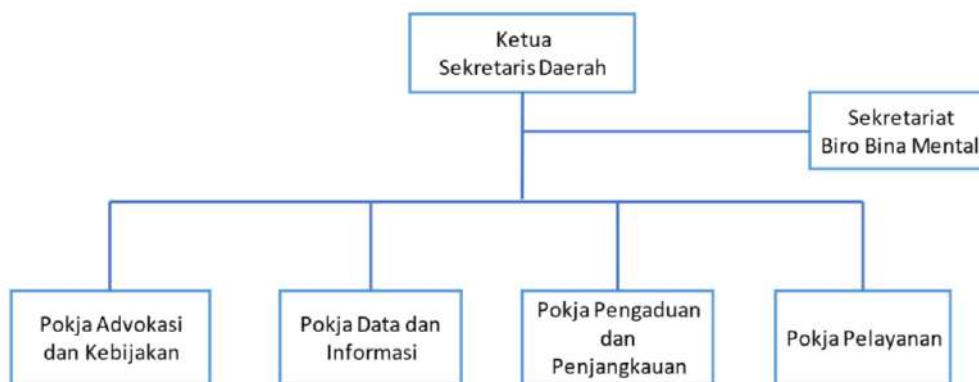 Ketua
Sekretaris Daerah
Sekretariat
Biro Bina Mental
Pokja Advokasi
dan Kebijakan
Pokja Data dan
Informasi
Pokja Pengaduan
dan
Penjangkauan
Pokja Pelayanan